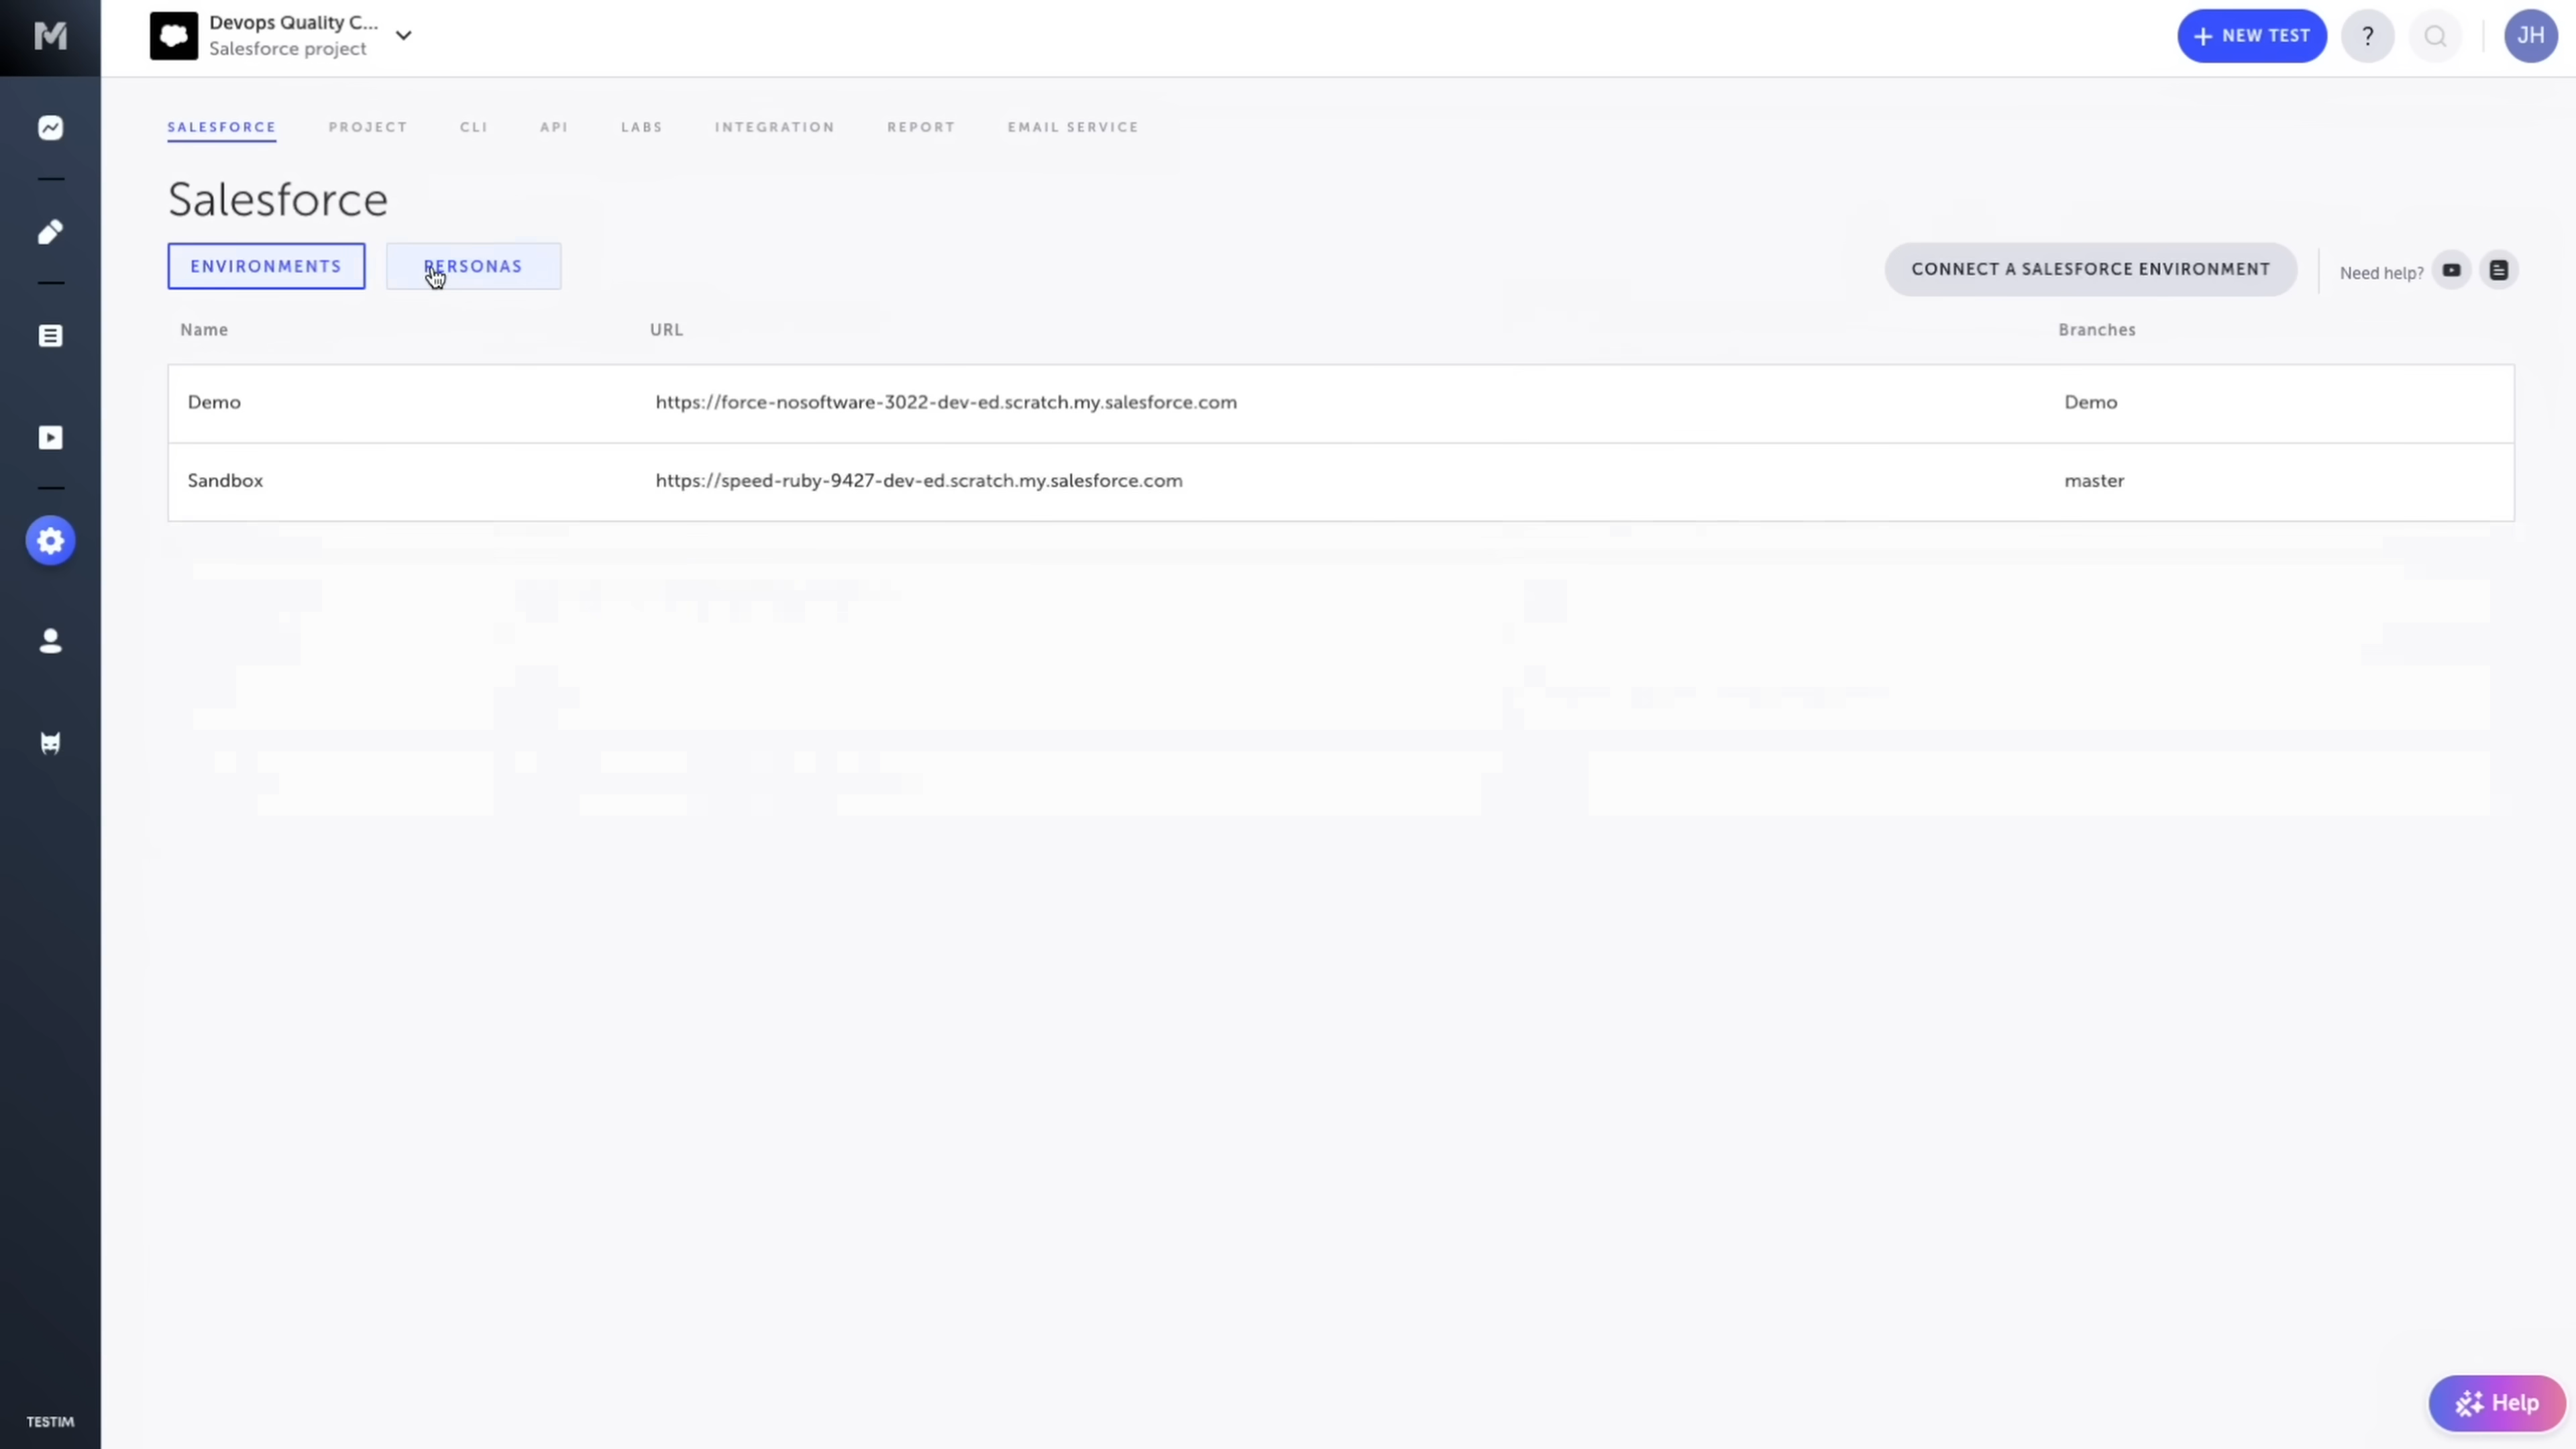 Devops Quality C...
Salesforce project
+ NEW TEST
?
JH
SALESFORCE PROJECT CLI API LABS INTEGRATION REPORT EMAIL SERVICE
Salesforce
ENVIRONMENTS PERSONAS
CONNECT A SALESFORCE ENVIRONMENT
Need help?
Name URL Branches
Demo https://force-nosoftware-3022-dev-ed.scratch.my.salesforce.com Demo
Sandbox https://speed-ruby-9427-dev-ed.scratch.my.salesforce.com master
TESTIM
Help